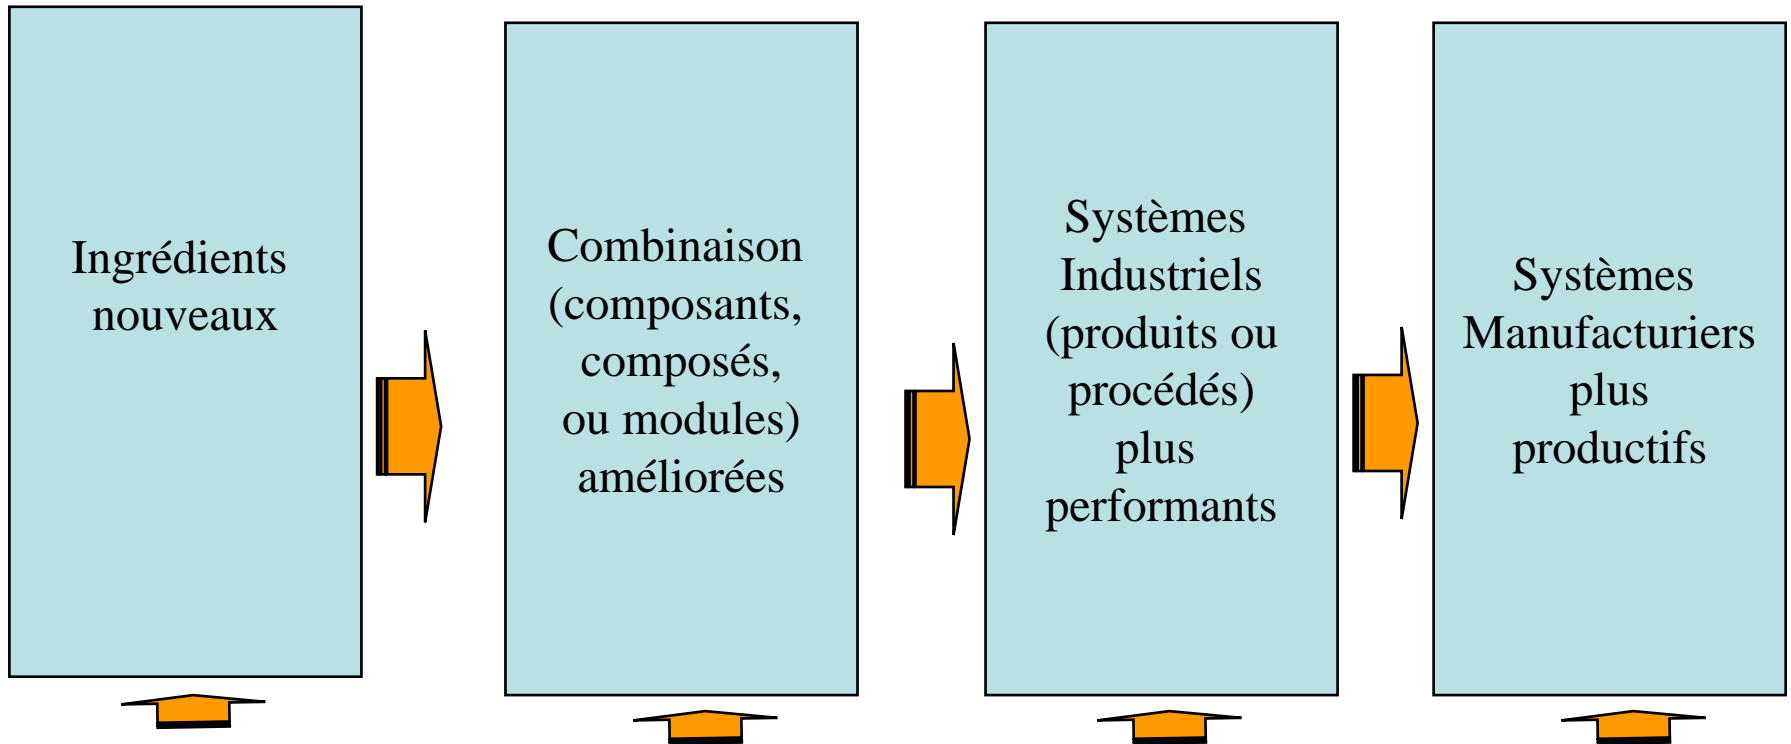 Ingrédients
nouveaux
Combinaison
(composants,
composés,
ou modules)
améliorées
Systèmes
Industriels
(produits ou
procédés)
plus
performants
Systèmes
Manufacturiers
plus
productifs